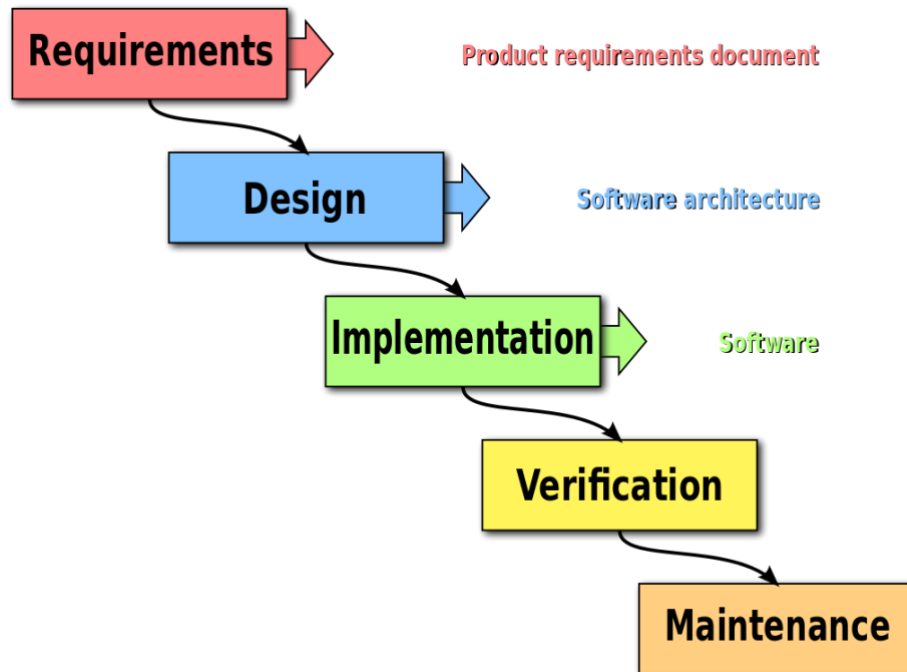 Requirements
Product requirements document
Design
Software architecture
Implementation
Software
Verification
Maintenance